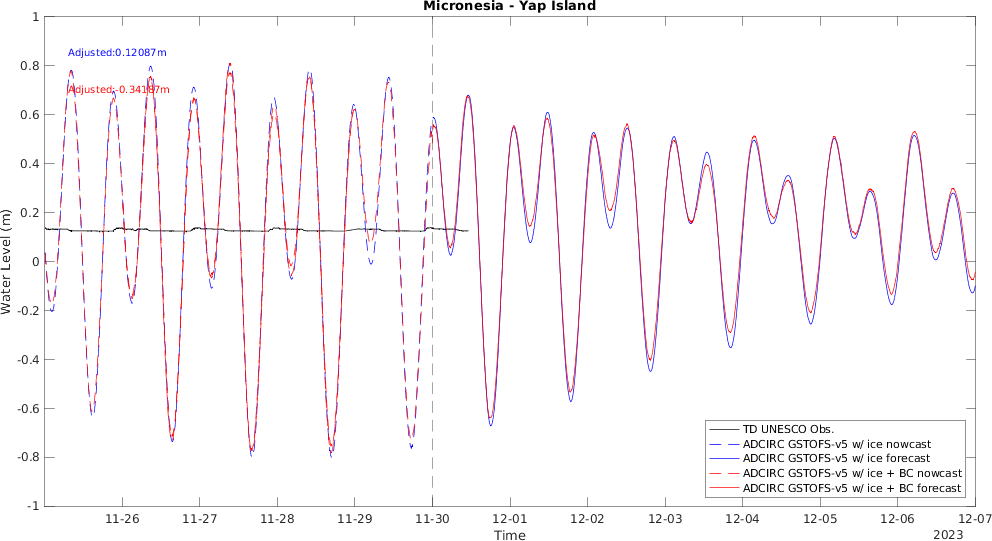 Micronesia - Yap Island
Adjusted:0.12087m
Adjusted:-0.34187m
Water Level (m)
1
0.8
0.6
0.4
0.2
0
-0.2
-0.4
-0.6
-0.8
-1
TD UNESCO Obs.
ADCIRC GSTOFS-v5 w/ ice nowcast
ADCIRC GSTOFS-v5 w/ ice forecast
ADCIRC GSTOFS-v5 w/ ice + BC nowcast
ADCIRC GSTOFS-v5 w/ ice + BC forecast
11-26 11-27 11-28 11-29 11-30 12-01 12-02 12-03 12-04 12-05 12-06 12-07
Time
2023